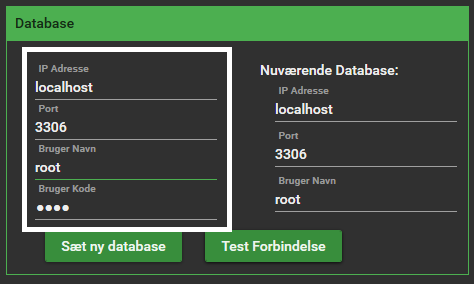 Database
IP Adresse
localhost
Port
3306
Bruger Navn
root
Bruger Kode
••••
Nuværende Database:
IP Adresse
localhost
Port
3306
Bruger Navn
root
Sæt ny database
Test Forbindelse